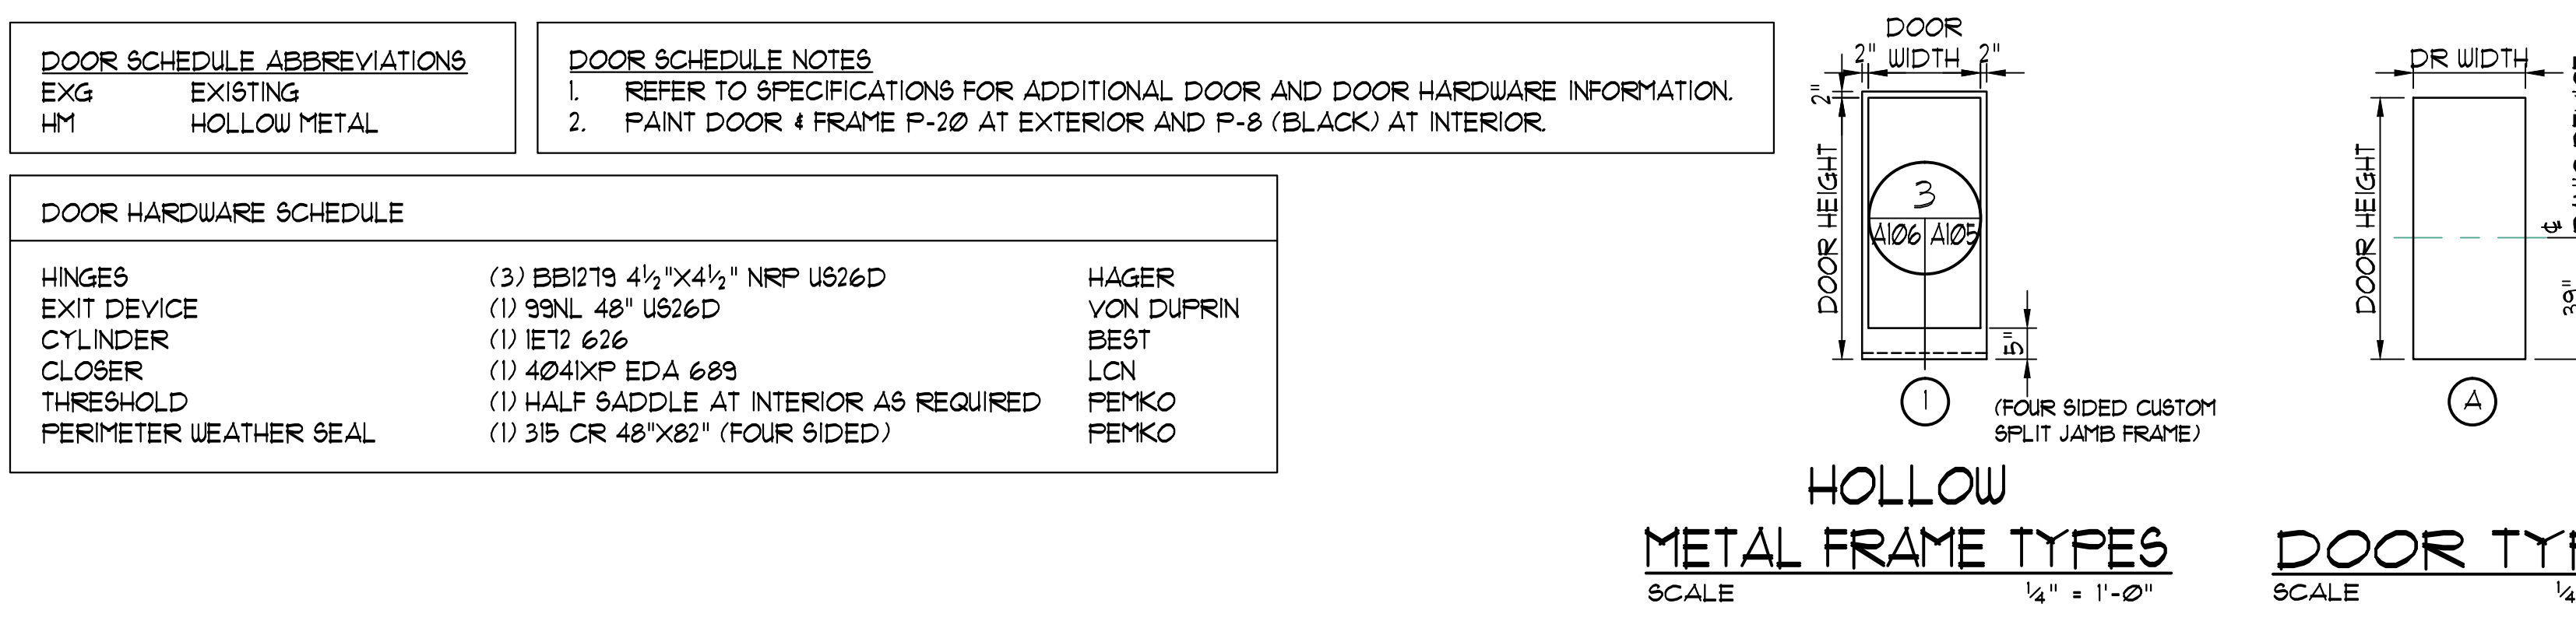 DOOR SCHEDULE ABBREVIATIONS
EXG EXISTING
HM HOLLOW METAL
DOOR SCHEDULE NOTES
1. REFER TO SPECIFICATIONS FOR ADDITIONAL DOOR AND DOOR HARDWARE INFORMATION.
2. PAINT DOOR & FRAME P-20 AT EXTERIOR AND P-8 (BLACK) AT INTERIOR.
DOOR HARDWARE SCHEDULE
HINGES (3) BB1279 4½"X4½" NRP US26D HAGER
EXIT DEVICE (1) 99NL 48" US26D VON DUPRIN
CYLINDER (1) 1E72 626 BEST
CLOSER (1) 4041XP EDA 689 LCN
THRESHOLD (1) HALF SADDLE AT INTERIOR AS REQUIRED PEMKO
PERIMETER WEATHER SEAL (1) 315 CR 48"X82" (FOUR SIDED) PEMKO
DOOR
2" WIDTH 2"
2"
DOOR HEIGHT
3
A106 A105
5"
1
(FOUR SIDED CUSTOM
SPLIT JAMB FRAME)
HOLLOW
METAL FRAME TYPES
SCALE ¼" = 1'-0"
DR WIDTH
DOOR HEIGHT
℄
39"
A
DOOR
SCALE